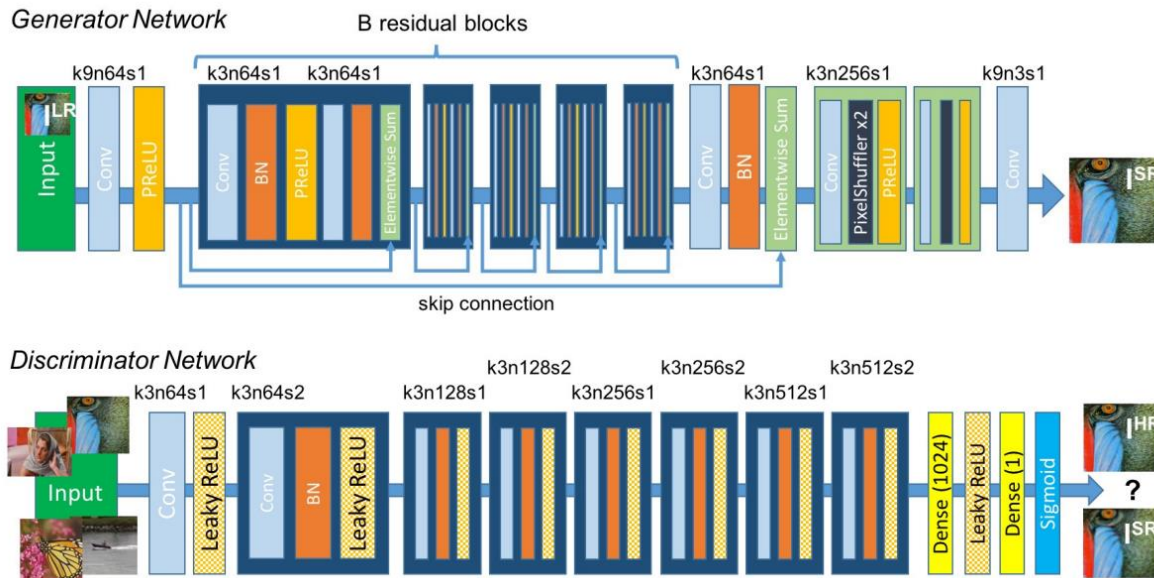 Generator Network
B residual blocks
k9n64s1
k3n64s1
k3n64s1
k3n64s1
k3n256s1
k9n3s1
I^LR
Input
Conv
PReLU
Conv
BN
PReLU
Elementwise Sum
Conv
BN
Elementwise Sum
Conv
PixelShuffler x2
PReLU
Conv
I^SR
skip connection
Discriminator Network
k3n64s1
k3n64s2
k3n128s1
k3n128s2
k3n256s1
k3n256s2
k3n512s1
k3n512s2
Input
Conv
Leaky ReLU
Conv
BN
Leaky ReLU
Dense (1024)
Leaky ReLU
Dense (1)
Sigmoid
I^HR
?
I^SR